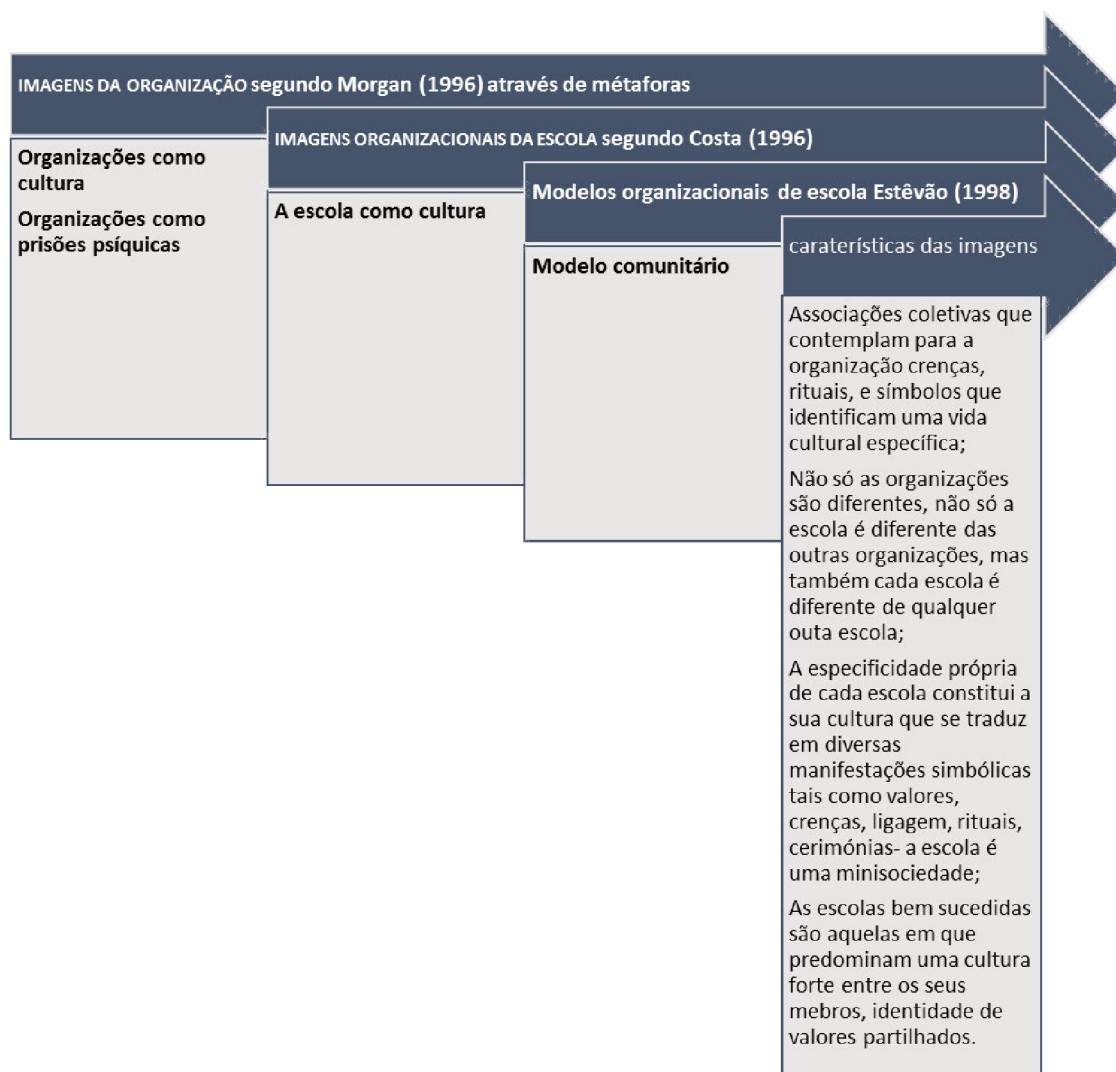 IMAGENS DA ORGANIZAÇÃO segundo Morgan (1996) através de métaforas
Organizações como
cultura
Organizações como
prisões psíquicas
IMAGENS ORGANIZACIONAIS DA ESCOLA segundo Costa (1996)
A escola como cultura
Modelos organizacionais de escola Estêvão (1998)
Modelo comunitário
caraterísticas das imagens
Associações coletivas que
contemplam para a
organização crenças,
rituais, e símbolos que
identificam uma vida
cultural específica;
Não só as organizações
são diferentes, não só a
escola é diferente das
outras organizações, mas
também cada escola é
diferente de qualquer
outa escola;
A especificidade própria
de cada escola constitui a
sua cultura que se traduz
em diversas
manifestações simbólicas
tais como valores,
crenças, ligagem, rituais,
cerimónias- a escola é
uma minisociedade;
As escolas bem sucedidas
são aquelas em que
predominam uma cultura
forte entre os seus
mebros, identidade de
valores partilhados.